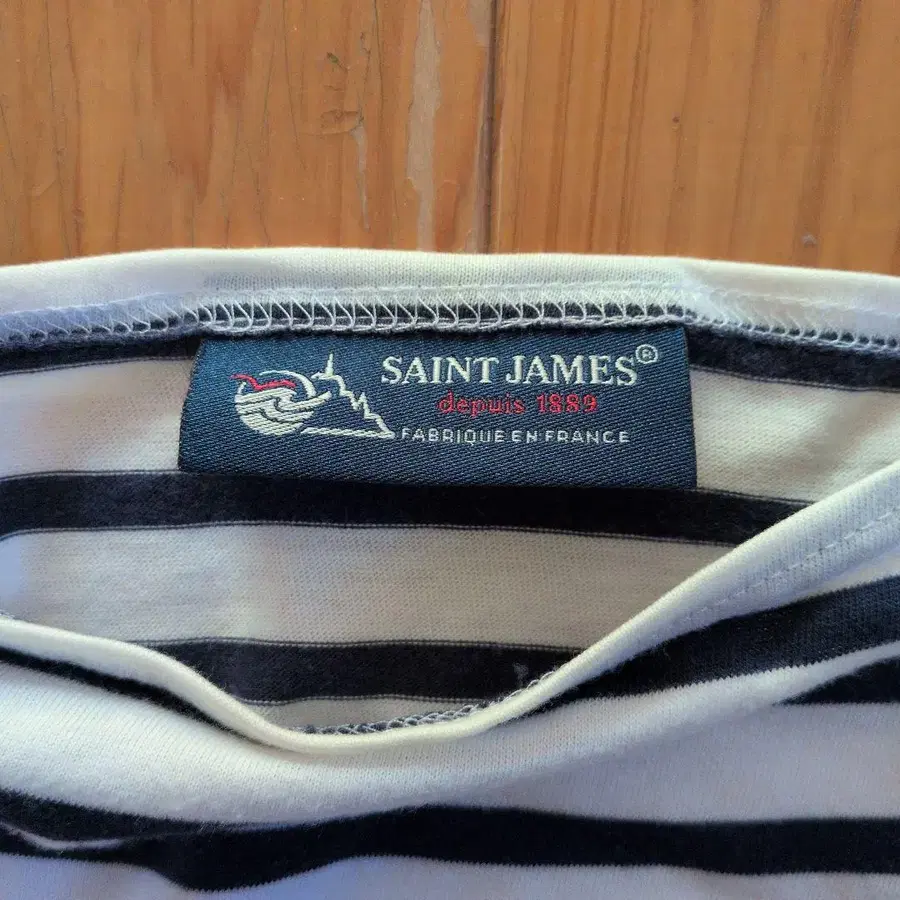 SAINT JAMES®
depuis 1889
FABRIQUE EN FRANCE